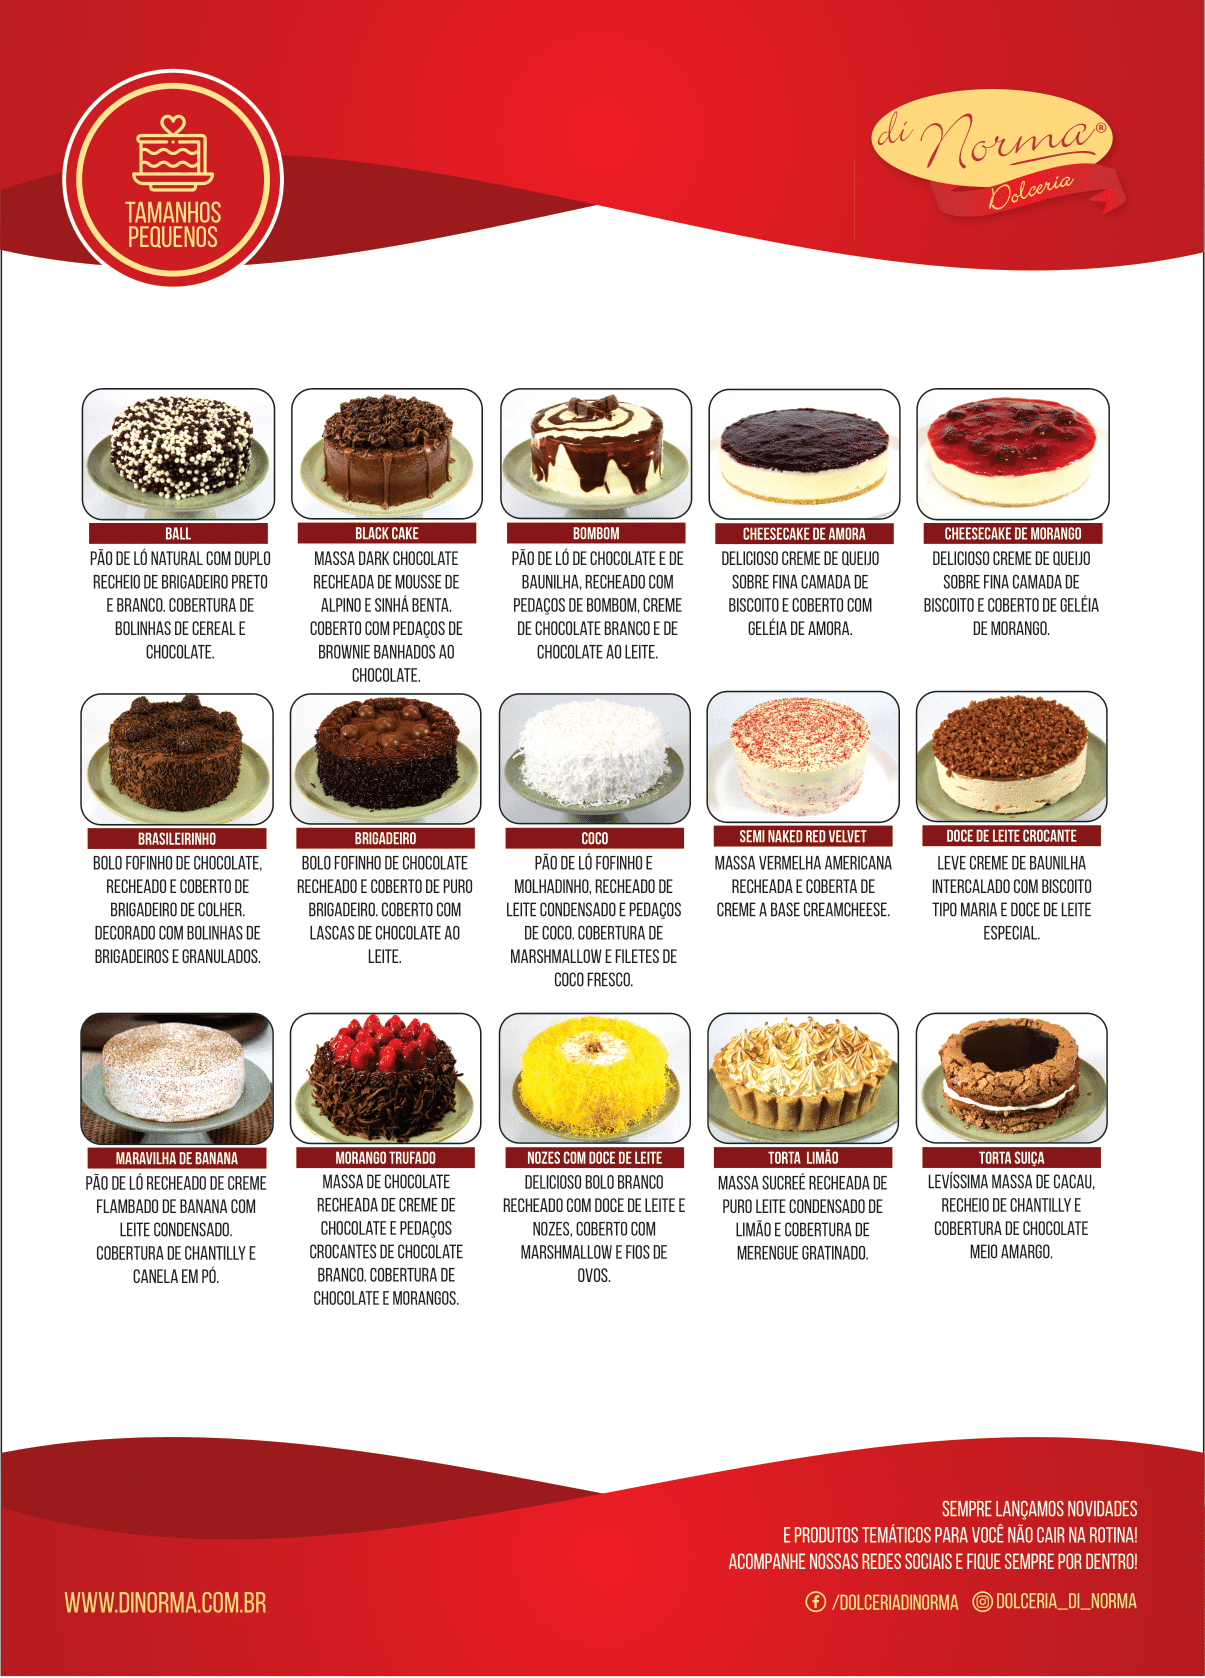 TAMANHOS
PEQUENOS
di Norma®
Dolceria
BALL
PÃO DE LÓ NATURAL COM DUPLO
RECHEIO DE BRIGADEIRO PRETO
E BRANCO. COBERTURA DE
BOLINHAS DE CEREAL E
CHOCOLATE.
BLACK CAKE
MASSA DARK CHOCOLATE
RECHEADA DE MOUSSE DE
ALPINO E SINHÁ BENTA.
COBERTO COM PEDAÇOS DE
BROWNIE BANHADOS AO
CHOCOLATE.
BOMBOM
PÃO DE LÓ DE CHOCOLATE E DE
BAUNILHA, RECHEADO COM
PEDAÇOS DE BOMBOM, CREME
DE CHOCOLATE BRANCO E DE
CHOCOLATE AO LEITE.
CHEESECAKE DE AMORA
DELICIOSO CREME DE QUEIJO
SOBRE FINA CAMADA DE
BISCOITO E COBERTO COM
GELÉIA DE AMORA.
CHEESECAKE DE MORANGO
DELICIOSO CREME DE QUEIJO
SOBRE FINA CAMADA DE
BISCOITO E COBERTO DE GELÉIA
DE MORANGO.
BRASILEIRINHO
BOLO FOFINHO DE CHOCOLATE,
RECHEADO E COBERTO DE
BRIGADEIRO DE COLHER.
DECORADO COM BOLINHAS DE
BRIGADEIROS E GRANULADOS.
BRIGADEIRO
BOLO FOFINHO DE CHOCOLATE
RECHEADO E COBERTO DE PURO
BRIGADEIRO. COBERTO COM
LASCAS DE CHOCOLATE AO
LEITE.
COCO
PÃO DE LÓ FOFINHO E
MOLHADINHO, RECHEADO DE
LEITE CONDENSADO E PEDAÇOS
DE COCO. COBERTURA DE
MARSHMALLOW E FILETES DE
COCO FRESCO.
SEMI NAKED RED VELVET
MASSA VERMELHA AMERICANA
RECHEADA E COBERTA DE
CREME A BASE CREAMCHEESE.
DOCE DE LEITE CROCANTE
LEVE CREME DE BAUNILHA
INTERCALADO COM BISCOITO
TIPO MARIA E DOCE DE LEITE
ESPECIAL.
MARAVILHA DE BANANA
PÃO DE LÓ RECHEADO DE CREME
FLAMBADO DE BANANA COM
LEITE CONDENSADO.
COBERTURA DE CHANTILLY E
CANELA EM PÓ.
MORANGO TRUFADO
MASSA DE CHOCOLATE
RECHEADA DE CREME DE
CHOCOLATE E PEDAÇOS
CROCANTES DE CHOCOLATE
BRANCO. COBERTURA DE
CHOCOLATE E MORANGOS.
NOZES COM DOCE DE LEITE
DELICIOSO BOLO BRANCO
RECHEADO COM DOCE DE LEITE E
NOZES, COBERTO COM
MARSHMALLOW E FIOS DE
OVOS.
TORTA LIMÃO
MASSA SUCREÉ RECHEADA DE
PURO LEITE CONDENSADO DE
LIMÃO E COBERTURA DE
MERENGUE GRATINADO.
TORTA SUIÇA
LEVÍSSIMA MASSA DE CACAU,
RECHEIO DE CHANTILLY E
COBERTURA DE CHOCOLATE
MEIO AMARGO.
SEMPRE LANÇAMOS NOVIDADES
E PRODUTOS TEMÁTICOS PARA VOCÊ NÃO CAIR NA ROTINA!
ACOMPANHE NOSSAS REDES SOCIAIS E FIQUE SEMPRE POR DENTRO!
WWW.DINORMA.COM.BR
/DOLCERIADINORMA DOLCERIA_DI_NORMA